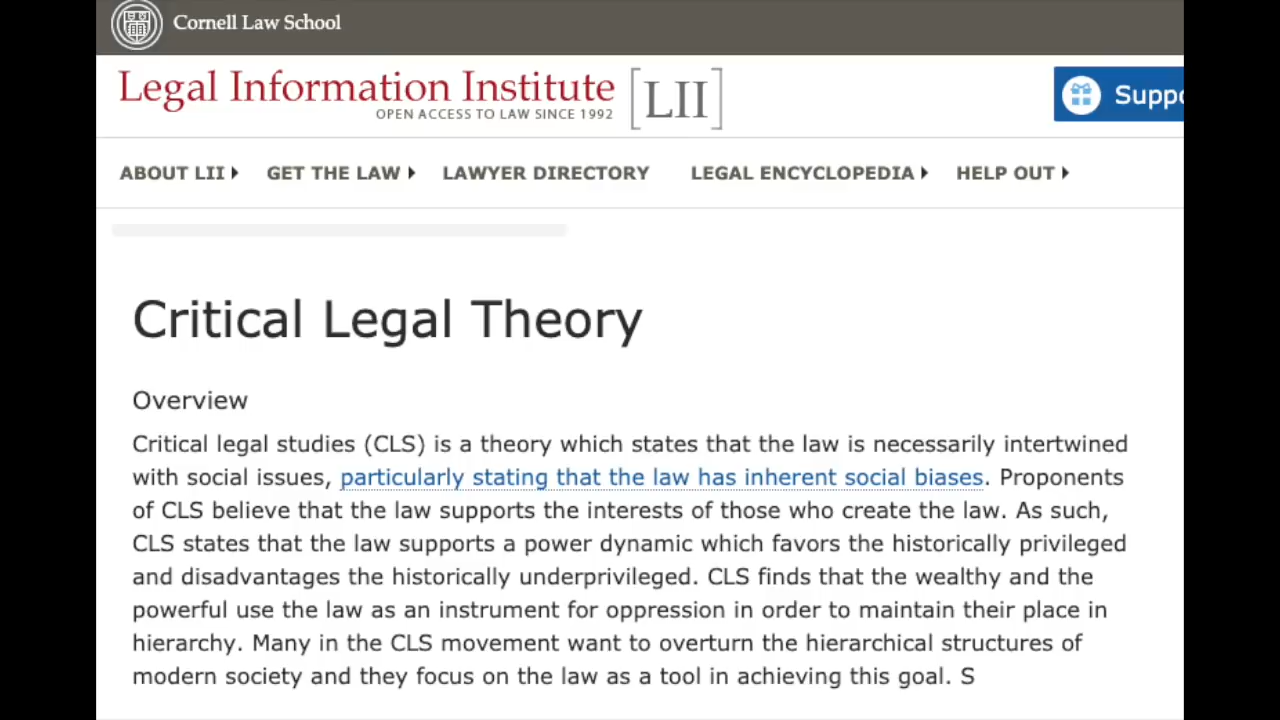 Cornell Law School
Legal Information Institute [LII]
OPEN ACCESS TO LAW SINCE 1992
Suppo
ABOUT LII GET THE LAW LAWYER DIRECTORY LEGAL ENCYCLOPEDIA HELP OUT
Critical Legal Theory
Overview
Critical legal studies (CLS) is a theory which states that the law is necessarily intertwined
with social issues, particularly stating that the law has inherent social biases. Proponents
of CLS believe that the law supports the interests of those who create the law. As such,
CLS states that the law supports a power dynamic which favors the historically privileged
and disadvantages the historically underprivileged. CLS finds that the wealthy and the
powerful use the law as an instrument for oppression in order to maintain their place in
hierarchy. Many in the CLS movement want to overturn the hierarchical structures of
modern society and they focus on the law as a tool in achieving this goal. S